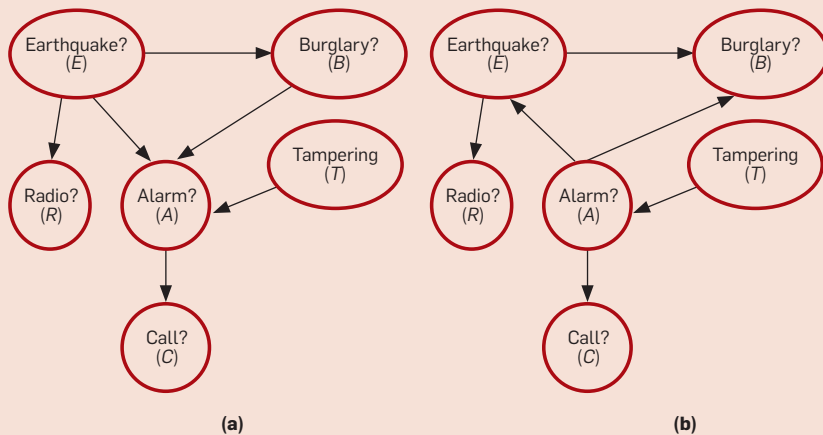 Earthquake?
(E)
Burglary?
(B)
Tampering
(T)
Radio?
(R)
Alarm?
(A)
Call?
(C)
(a)
Earthquake?
(E)
Burglary?
(B)
Tampering
(T)
Radio?
(R)
Alarm?
(A)
Call?
(C)
(b)